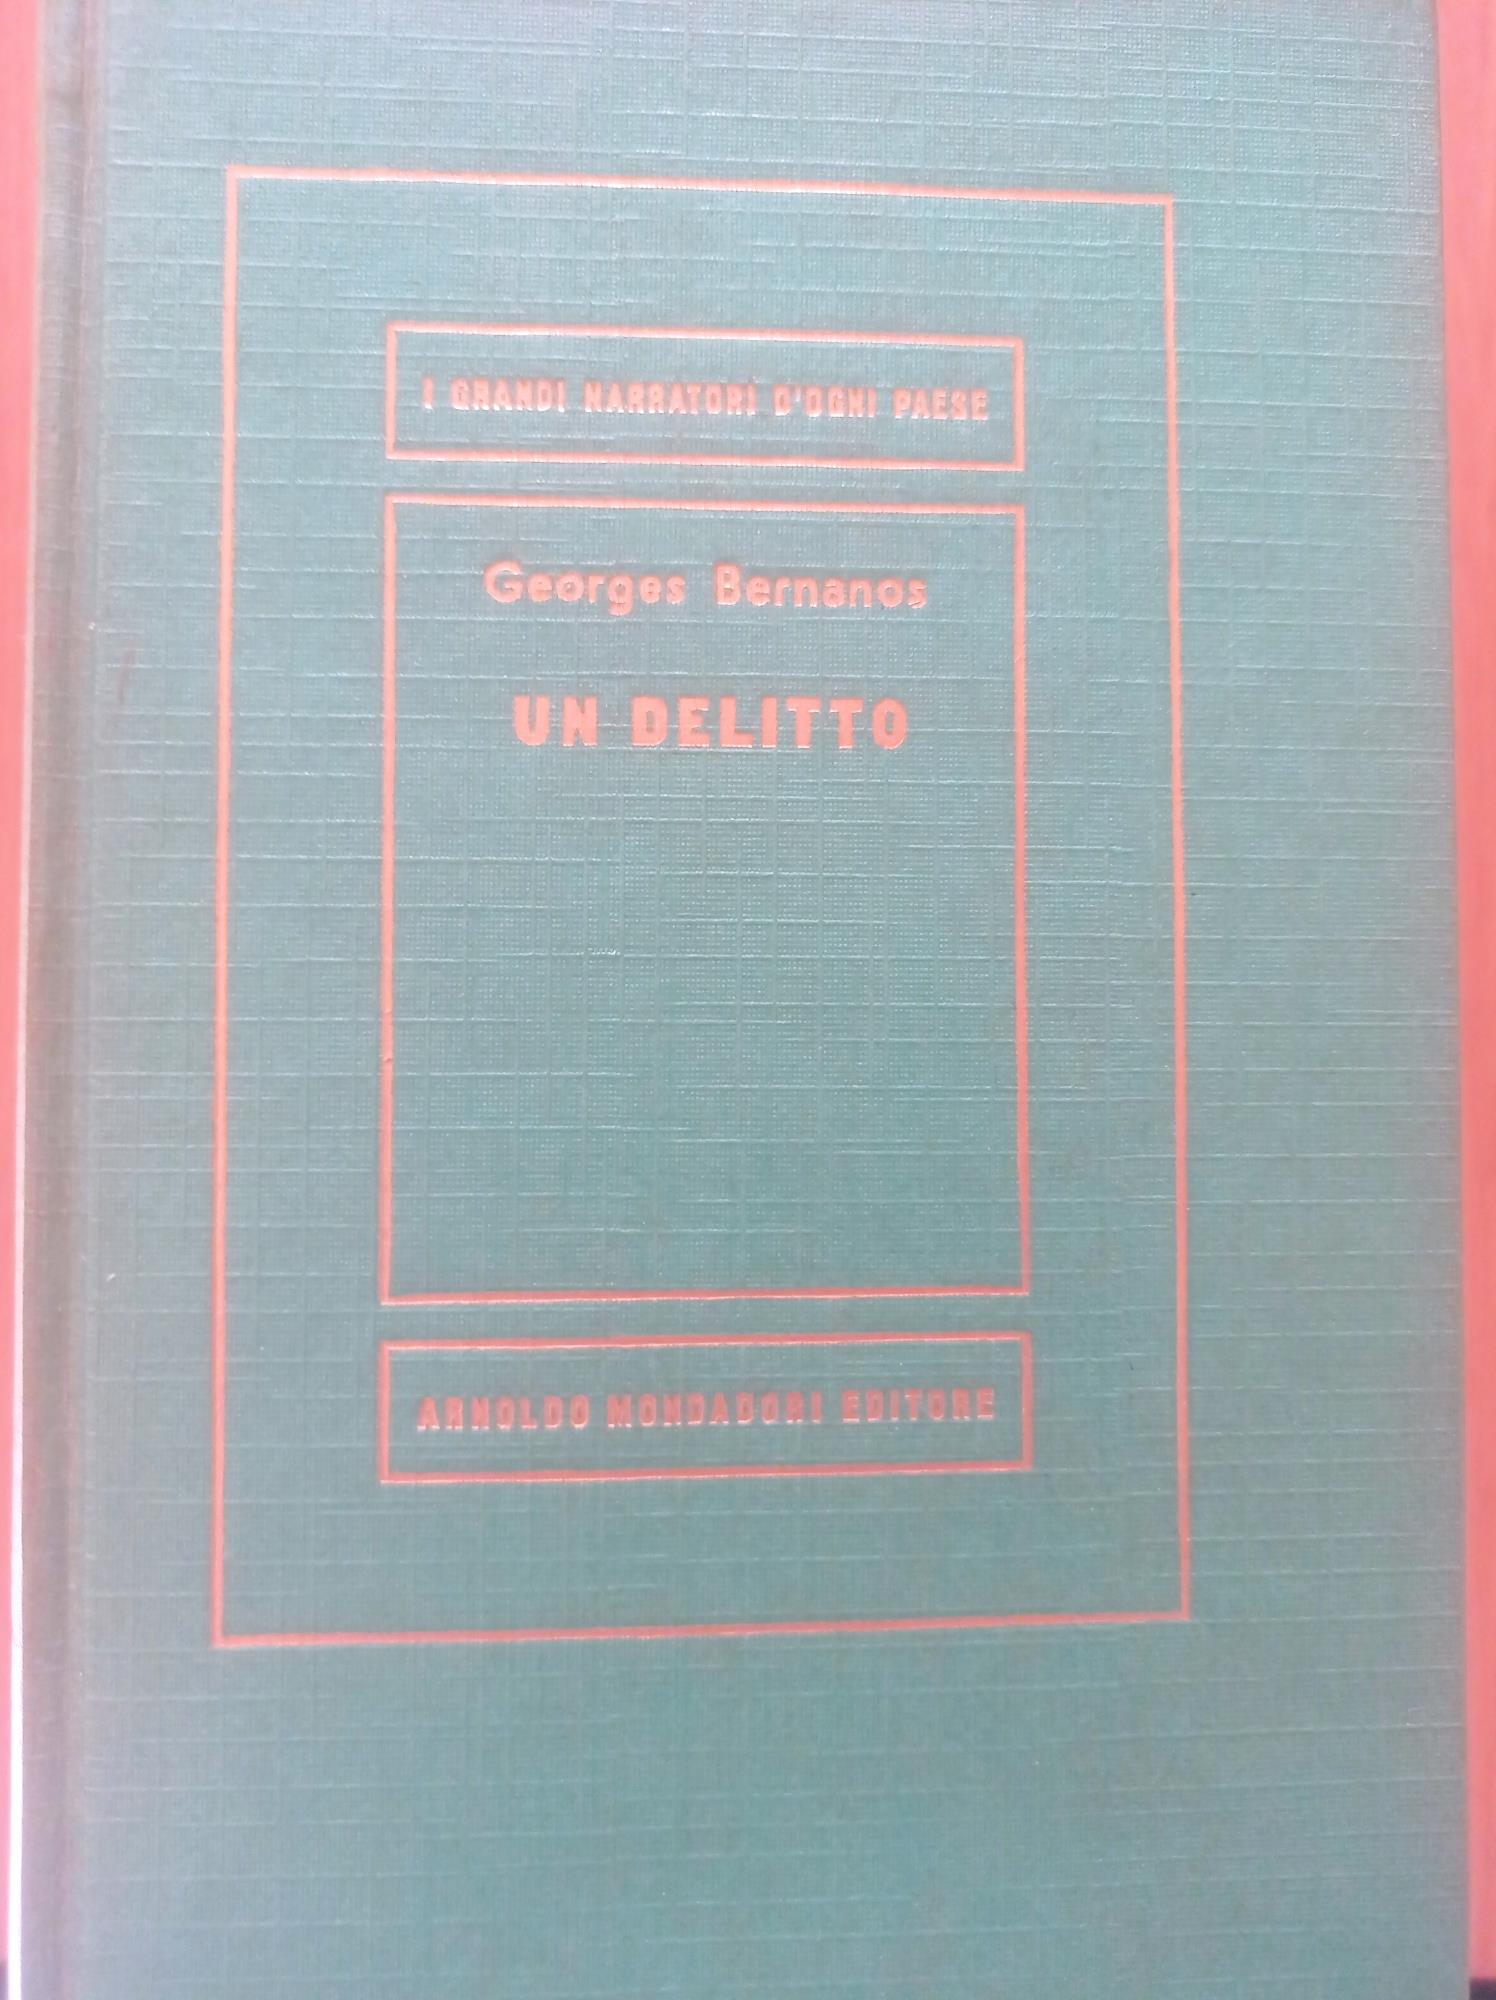 I GRANDI NARRATORI D'OGNI PAESE
Georges Bernanos
UN DELITTO
ARNOLDO MONDADORI EDITORE